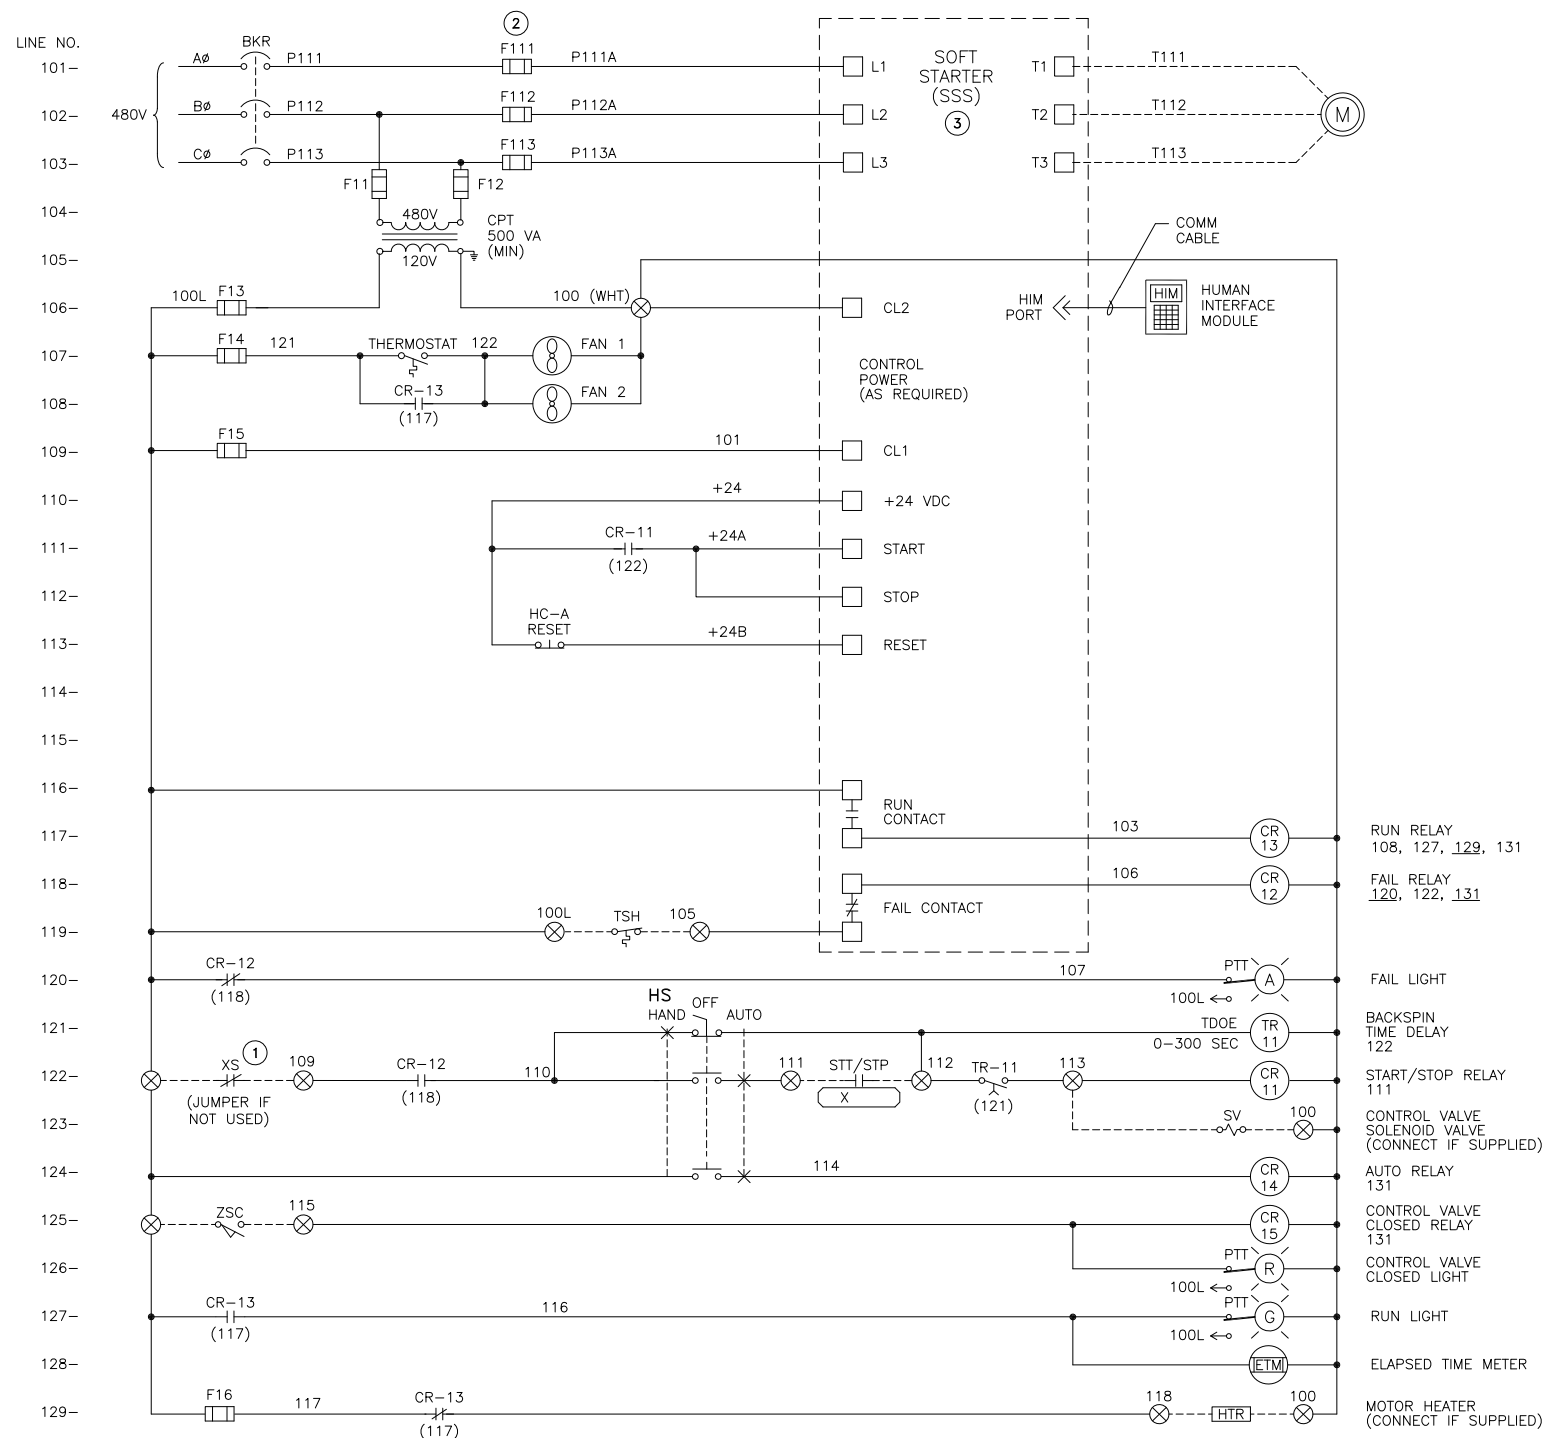 LINE NO.
101–
102–
103–
104–
105–
106–
107–
108–
109–
110–
111–
112–
113–
114–
115–
116–
117–
118–
119–
120–
121–
122–
123–
124–
125–
126–
127–
128–
129–
480V
AØ
BØ
CØ
BKR
P111
P112
P113
2
F111
F112
F113
P111A
P112A
P113A
F11
F12
480V
120V
CPT
500 VA
(MIN)
L1
L2
L3
SOFT
STARTER
(SSS)
3
T1
T2
T3
T111
T112
T113
M
COMM
CABLE
HIM
PORT
HIM
HUMAN
INTERFACE
MODULE
100L
F13
100 (WHT)
CL2
F14
121
THERMOSTAT
122
FAN 1
CR–13
(117)
FAN 2
CONTROL
POWER
(AS REQUIRED)
F15
101
CL1
+24
+24 VDC
CR–11
(122)
+24A
START
STOP
HC–A
RESET
+24B
RESET
RUN
CONTACT
103
CR
13
RUN RELAY
108, 127, 129, 131
106
CR
12
FAIL RELAY
120, 122, 131
FAIL CONTACT
100L
TSH
105
CR–12
(118)
107
PTT
100L
A
FAIL LIGHT
HS
HAND
OFF
AUTO
TDOE
0–300 SEC
TR
11
BACKSPIN
TIME DELAY
122
XS
1
(JUMPER IF
NOT USED)
109
CR–12
(118)
110
111
STT/STP
X
112
TR–11
(121)
113
CR
11
START/STOP RELAY
111
SV
100
CONTROL VALVE
SOLENOID VALVE
(CONNECT IF SUPPLIED)
114
CR
14
AUTO RELAY
131
ZSC
115
CR
15
CONTROL VALVE
CLOSED RELAY
131
PTT
100L
R
CONTROL VALVE
CLOSED LIGHT
CR–13
(117)
116
PTT
100L
G
RUN LIGHT
ETM
ELAPSED TIME METER
F16
117
CR–13
(117)
118
HTR
100
MOTOR HEATER
(CONNECT IF SUPPLIED)